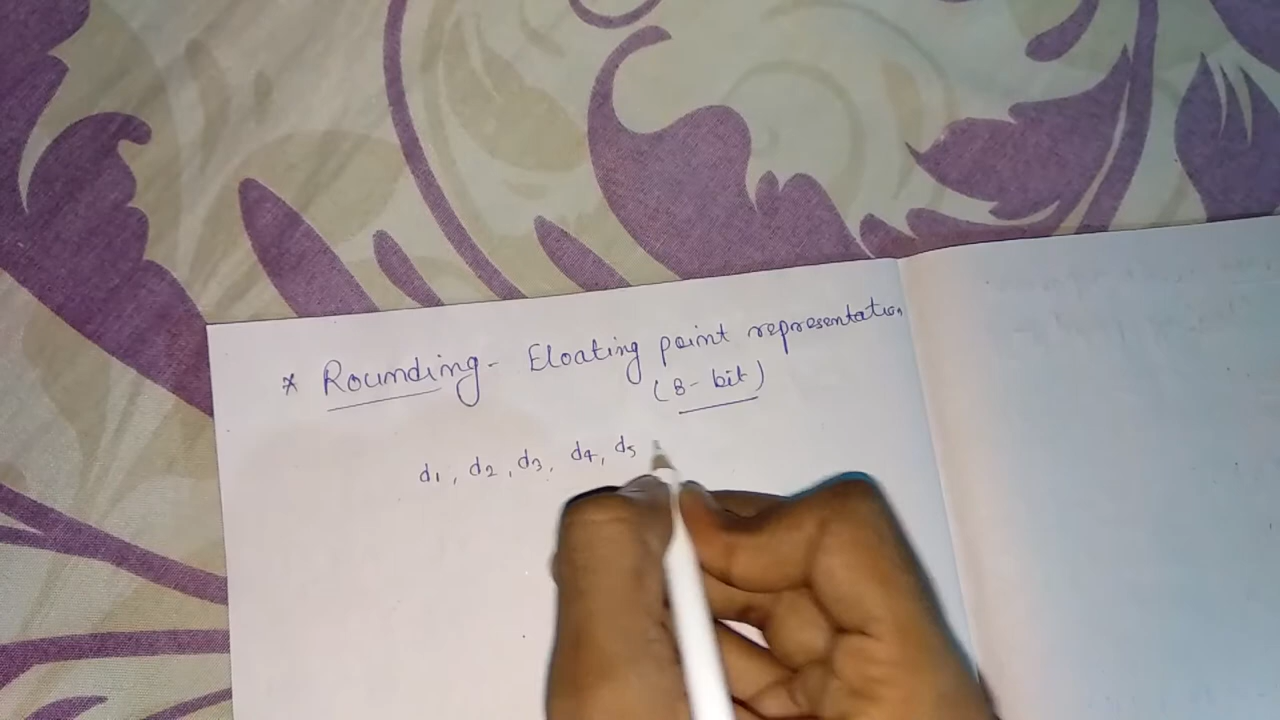 * Rounding - Floating point representation
(8-bit)
d1, d2, d3, d4, d5